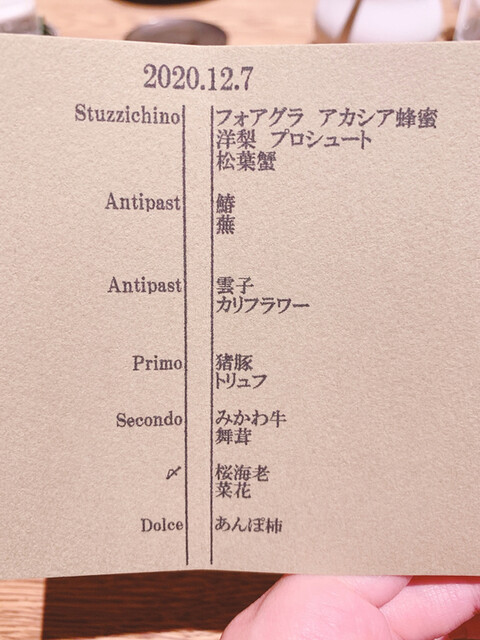 2020.12.7
Stuzzichino フォアグラ アカシア蜂蜜
洋梨 プロシュート
松葉蟹
Antipast 鰆
蕪
Antipast 雲子
カリフラワー
Primo 猪豚
トリュフ
Secondo みかわ牛
舞茸
〆 桜海老
菜花
Dolce あんぽ柿